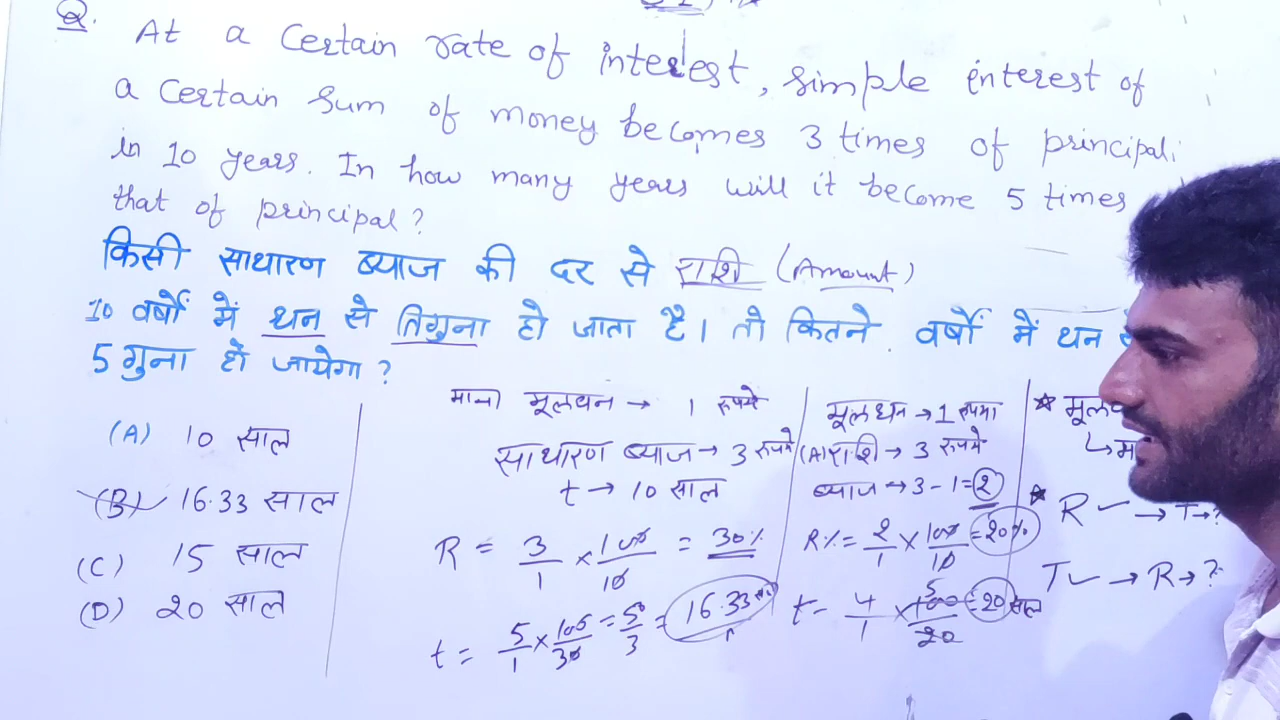 Q. At a Certain rate of interest, simple interest of
a Certain sum of money becomes 3 times of principal
in 10 years. In how many years will it become 5 times
that of principal?
किसी साधारण ब्याज की दर से राशि (Amount)
10 वर्षों में धन से तिगुना हो जाता है। तो कितने वर्षों में धन
5 गुना हो जायेगा?
(A) 10 साल
(B) 16.33 साल
(C) 15 साल
(D) 20 साल
माना मूलधन → 1 रूपये
साधारण ब्याज → 3 रूपये
t → 10 साल
R = 3/1 × 100/10 = 30%
t = 5/1 × 100/30 = 50/3 = 16.33
मूलधन → 1 रूपया
(A) राशि → 3 रूपये
ब्याज → 3 - 1 = 2
R% = 2/1 × 100/10 = 20%
t = 4/1 × 100/20 = 20 साल
5
R ✓ → T → ?
T ✓ → R → ?